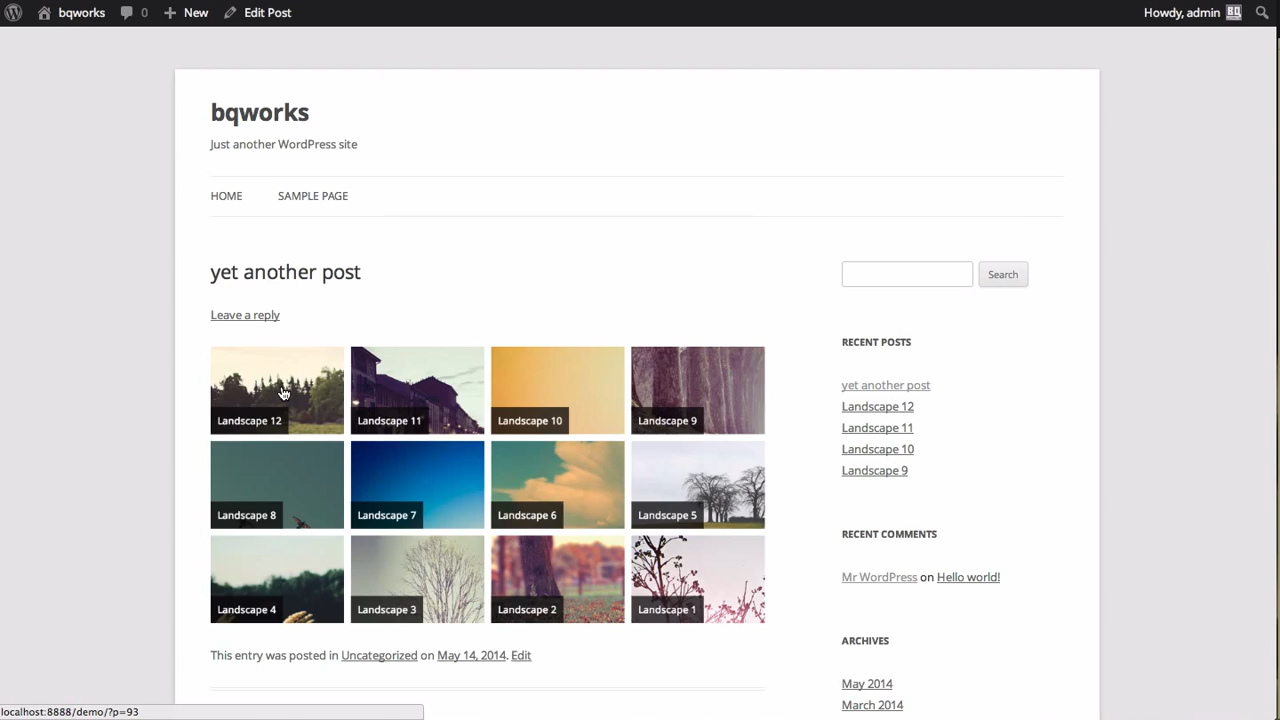 bqworks 0 New Edit Post Howdy, admin BQ
bqworks
Just another WordPress site
HOME SAMPLE PAGE
yet another post
Leave a reply
Landscape 12 Landscape 11 Landscape 10 Landscape 9
Landscape 8 Landscape 7 Landscape 6 Landscape 5
Landscape 4 Landscape 3 Landscape 2 Landscape 1
This entry was posted in Uncategorized on May 14, 2014. Edit
Search
RECENT POSTS
yet another post
Landscape 12
Landscape 11
Landscape 10
Landscape 9
RECENT COMMENTS
Mr WordPress on Hello world!
ARCHIVES
May 2014
March 2014
localhost:8888/demo/?p=93